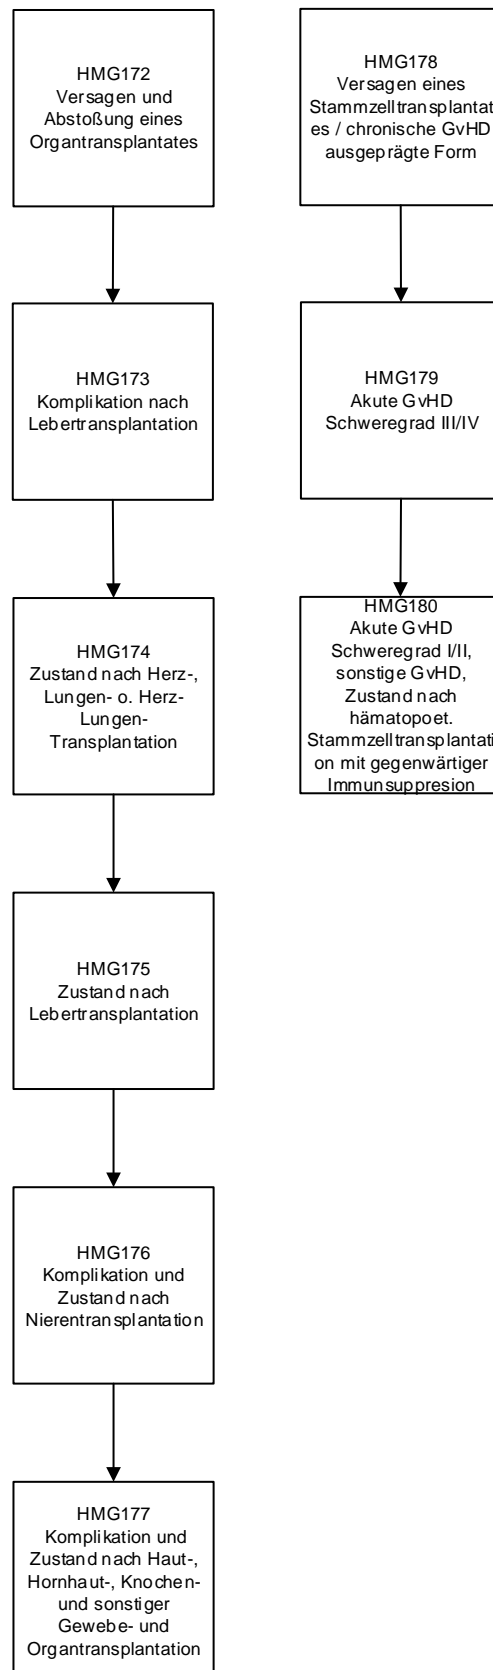 HMG172
Versagen und
Abstoßung eines
Organtransplantates
HMG173
Komplikation nach
Lebertransplantation
HMG174
Zustand nach Herz-,
Lungen- o. Herz-
Lungen-
Transplantation
HMG175
Zustand nach
Lebertransplantation
HMG176
Komplikation und
Zustand nach
Nierentransplantation
HMG177
Komplikation und
Zustand nach Haut-,
Hornhaut-, Knochen-
und sonstiger
Gewebe- und
Organtransplantation
HMG178
Versagen eines
Stammzelltransplantat
es / chronische GvHD
ausgeprägte Form
HMG179
Akute GvHD
Schweregrad III/IV
HMG180
Akute GvHD
Schweregrad I/II,
sonstige GvHD,
Zustand nach
hämatopoet.
Stammzelltransplantati
on mit gegenwärtiger
Immunsuppresion